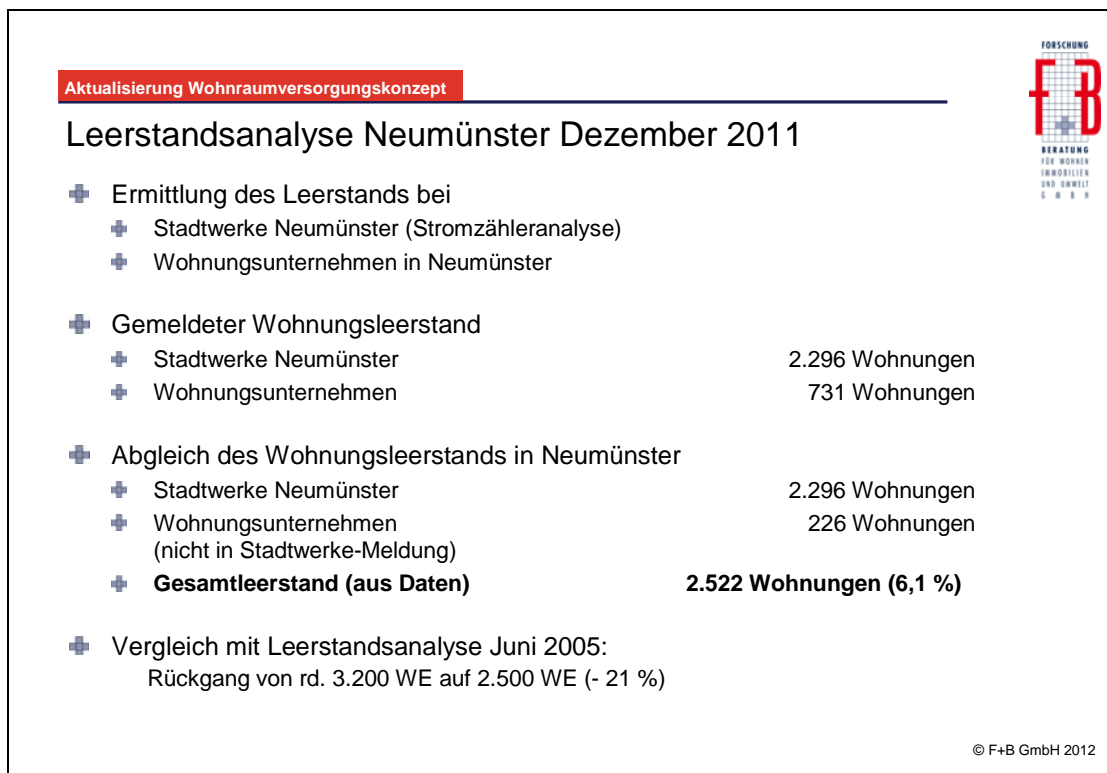 FORSCHUNG
F+B
BERATUNG
FÜR WOHNEN
IMMOBILIEN
UND UMWELT
GMBH
Aktualisierung Wohnraumversorgungskonzept
Leerstandsanalyse Neumünster Dezember 2011
Ermittlung des Leerstands bei
Stadtwerke Neumünster (Stromzähleranalyse)
Wohnungsunternehmen in Neumünster
Gemeldeter Wohnungsleerstand
Stadtwerke Neumünster 2.296 Wohnungen
Wohnungsunternehmen 731 Wohnungen
Abgleich des Wohnungsleerstands in Neumünster
Stadtwerke Neumünster 2.296 Wohnungen
Wohnungsunternehmen 226 Wohnungen
(nicht in Stadtwerke-Meldung)
Gesamtleerstand (aus Daten) 2.522 Wohnungen (6,1 %)
Vergleich mit Leerstandsanalyse Juni 2005:
Rückgang von rd. 3.200 WE auf 2.500 WE (- 21 %)
© F+B GmbH 2012